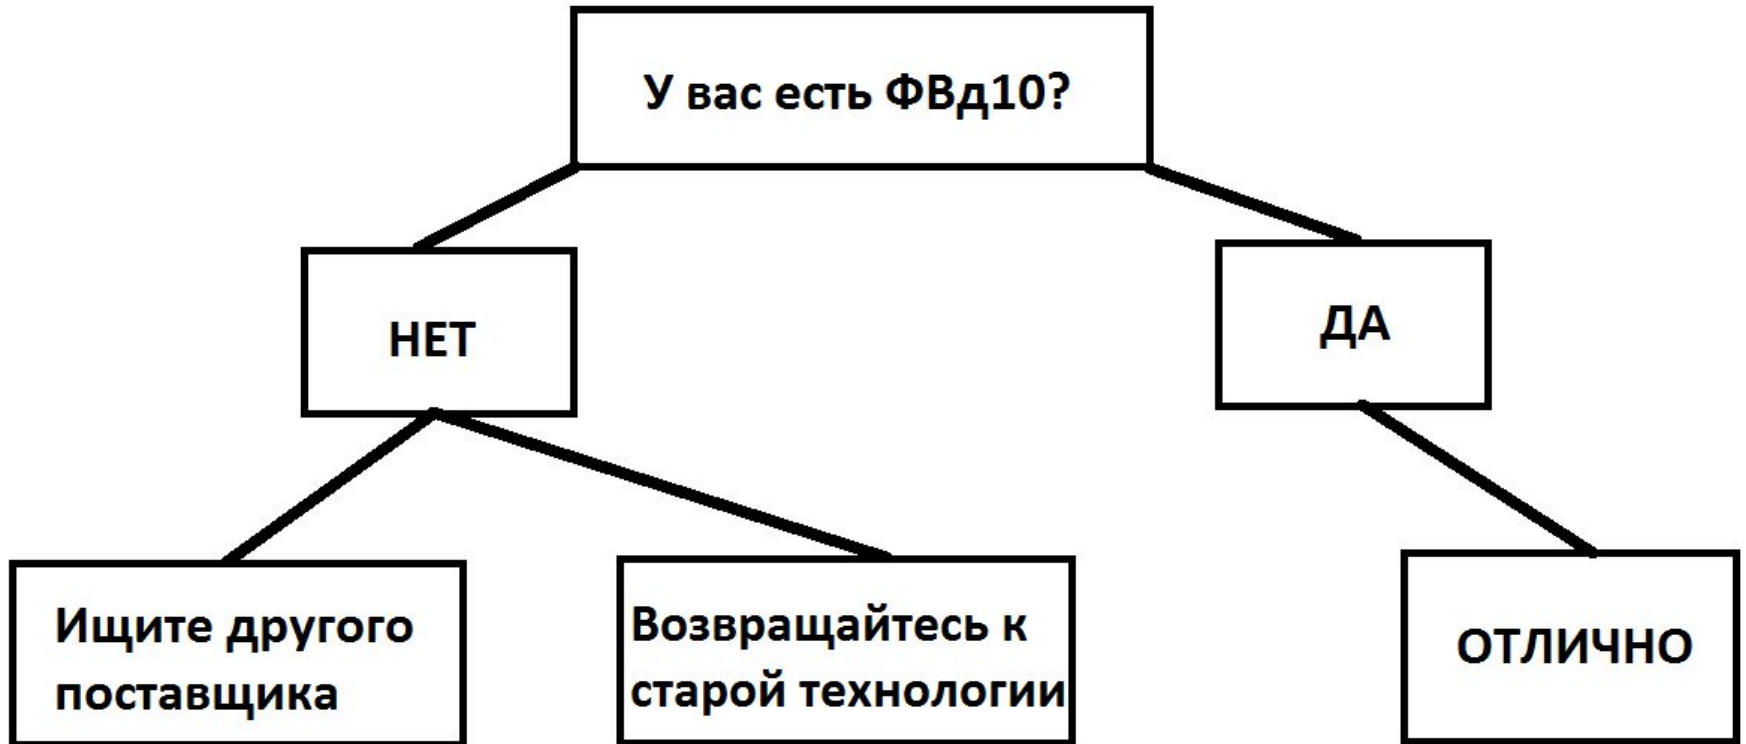 У вас есть ФВд10?
НЕТ
ДА
Ищите другого
поставщика
Возвращайтесь к
старой технологии
ОТЛИЧНО